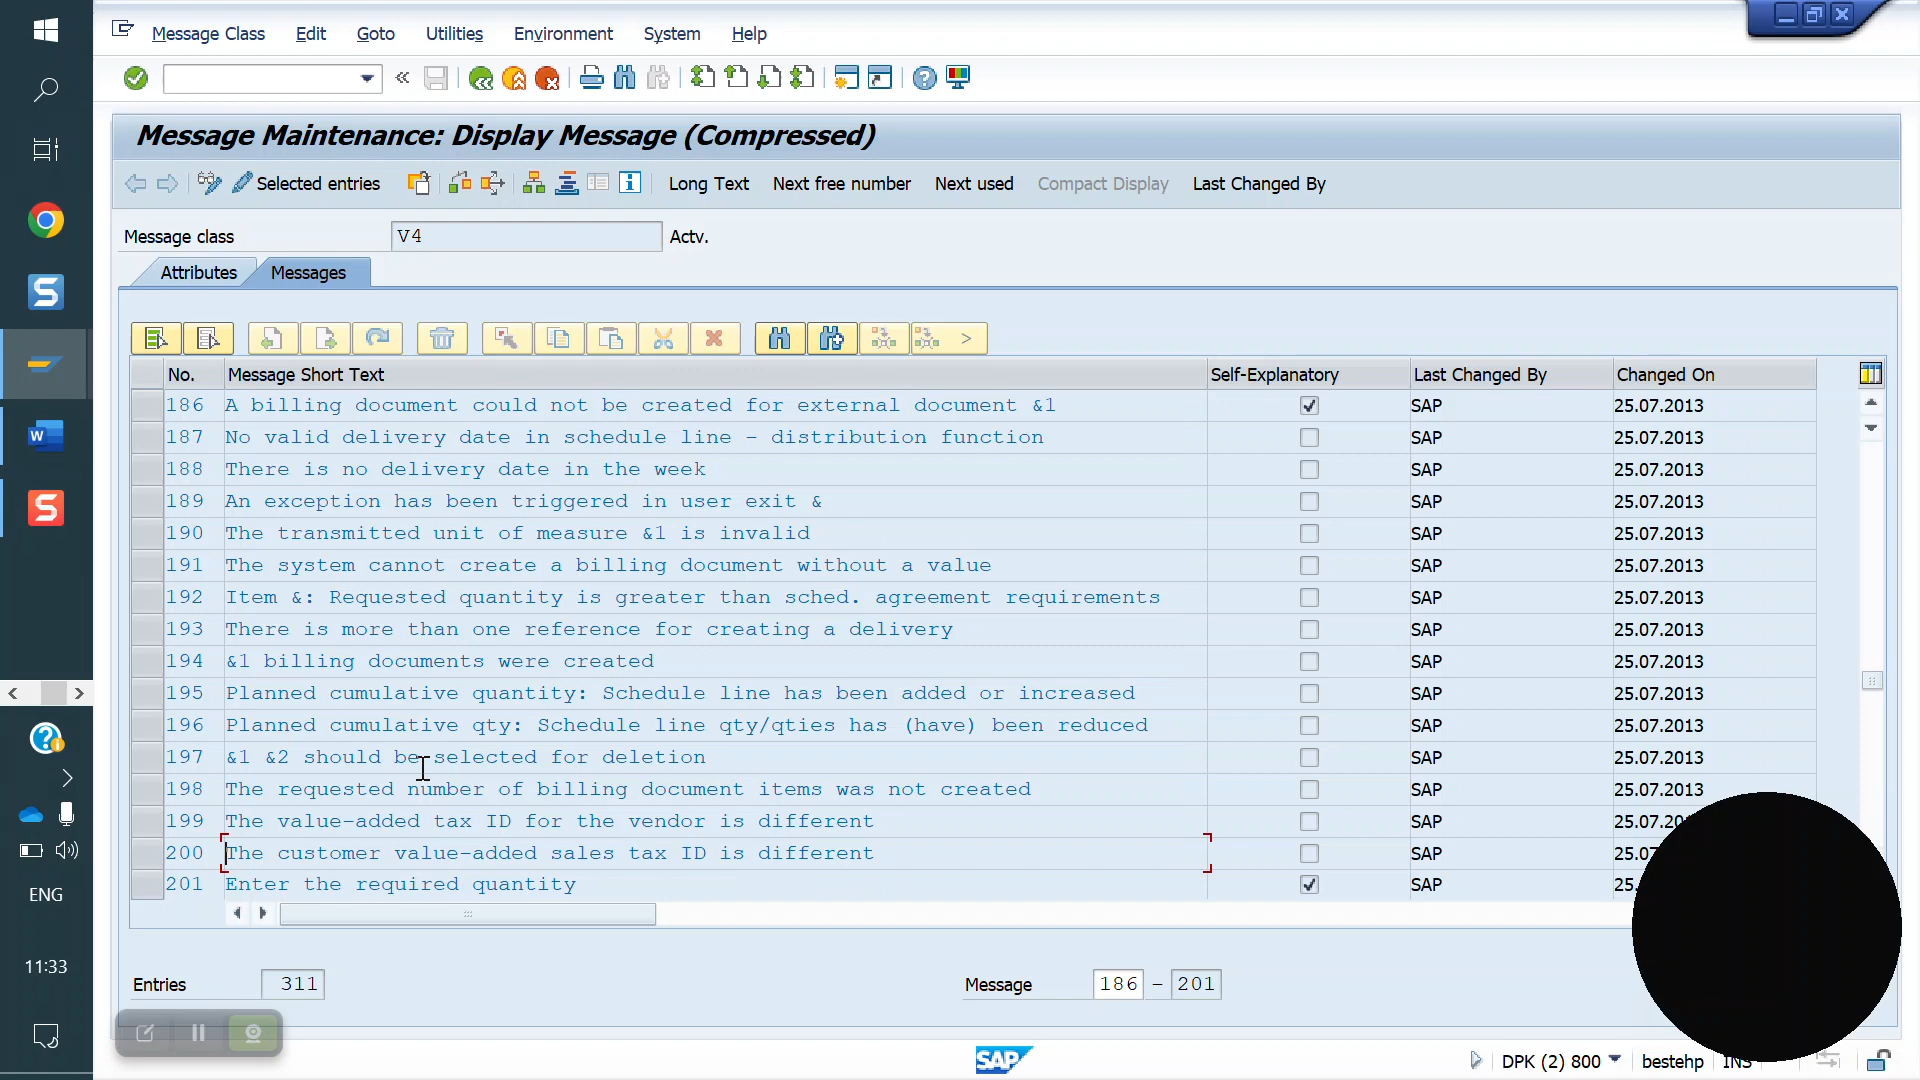 Message Class Edit Goto Utilities Environment System Help
Message Maintenance: Display Message (Compressed)
Selected entries Long Text Next free number Next used Compact Display Last Changed By
Message class V4 Actv.
Attributes Messages
No. Message Short Text Self-Explanatory Last Changed By Changed On
186 A billing document could not be created for external document &1 SAP 25.07.2013
187 No valid delivery date in schedule line - distribution function SAP 25.07.2013
188 There is no delivery date in the week SAP 25.07.2013
189 An exception has been triggered in user exit & SAP 25.07.2013
190 The transmitted unit of measure &1 is invalid SAP 25.07.2013
191 The system cannot create a billing document without a value SAP 25.07.2013
192 Item &: Requested quantity is greater than sched. agreement requirements SAP 25.07.2013
193 There is more than one reference for creating a delivery SAP 25.07.2013
194 &1 billing documents were created SAP 25.07.2013
195 Planned cumulative quantity: Schedule line has been added or increased SAP 25.07.2013
196 Planned cumulative qty: Schedule line qty/qties has (have) been reduced SAP 25.07.2013
197 &1 &2 should be selected for deletion SAP 25.07.2013
198 The requested number of billing document items was not created SAP 25.07.2013
199 The value-added tax ID for the vendor is different SAP
200 The customer value-added sales tax ID is different SAP
201 Enter the required quantity SAP
Entries 311 Message 186 - 201
SAP DPK (2) 800 bestehp INS
ENG
11:33